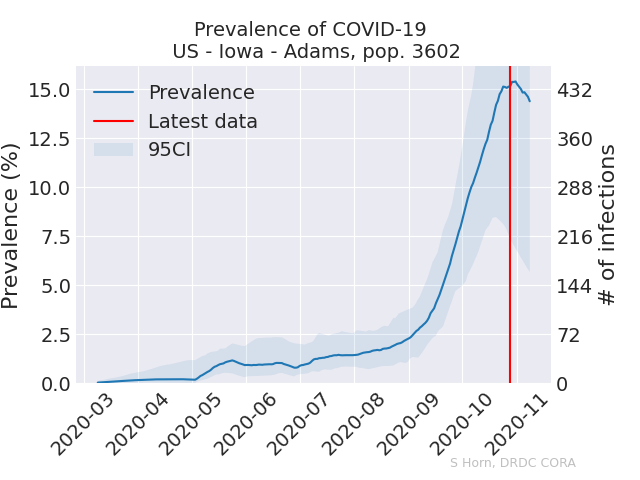 Prevalence of COVID-19
US - Iowa - Adams, pop. 3602
Prevalence
Latest data
95CI
Prevalence (%)
15.0
12.5
10.0
7.5
5.0
2.5
0.0
432
360
288
216
144
72
0
# of infections
2020-03
2020-04
2020-05
2020-06
2020-07
2020-08
2020-09
2020-10
2020-11
S Horn, DRDC CORA